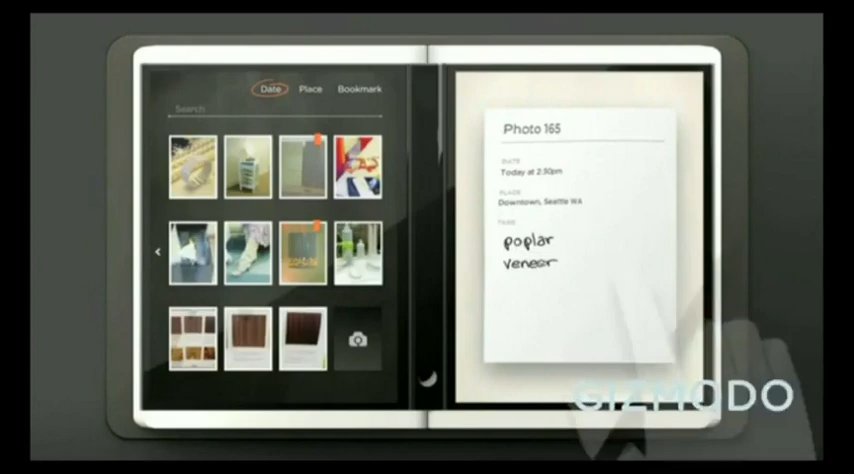 Date Place Bookmark
Search
Photo 165
DATE
Today at 2:30pm
PLACE
Downtown, Seattle WA
TAGS
poplar
veneer
GIZMODO